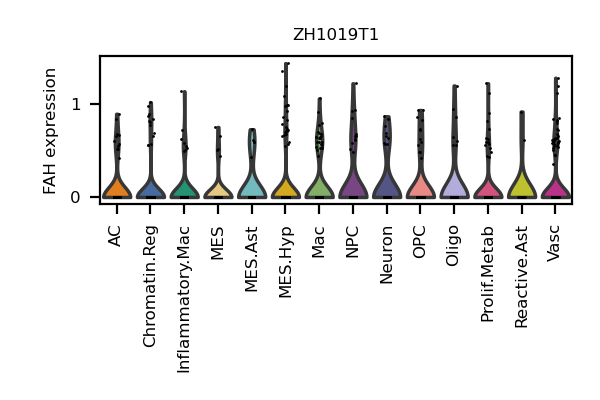 ZH1019T1
FAH expression
1
0
AC
Chromatin.Reg
Inflammatory.Mac
MES
MES.Ast
MES.Hyp
Mac
NPC
Neuron
OPC
Oligo
Prolif.Metab
Reactive.Ast
Vasc